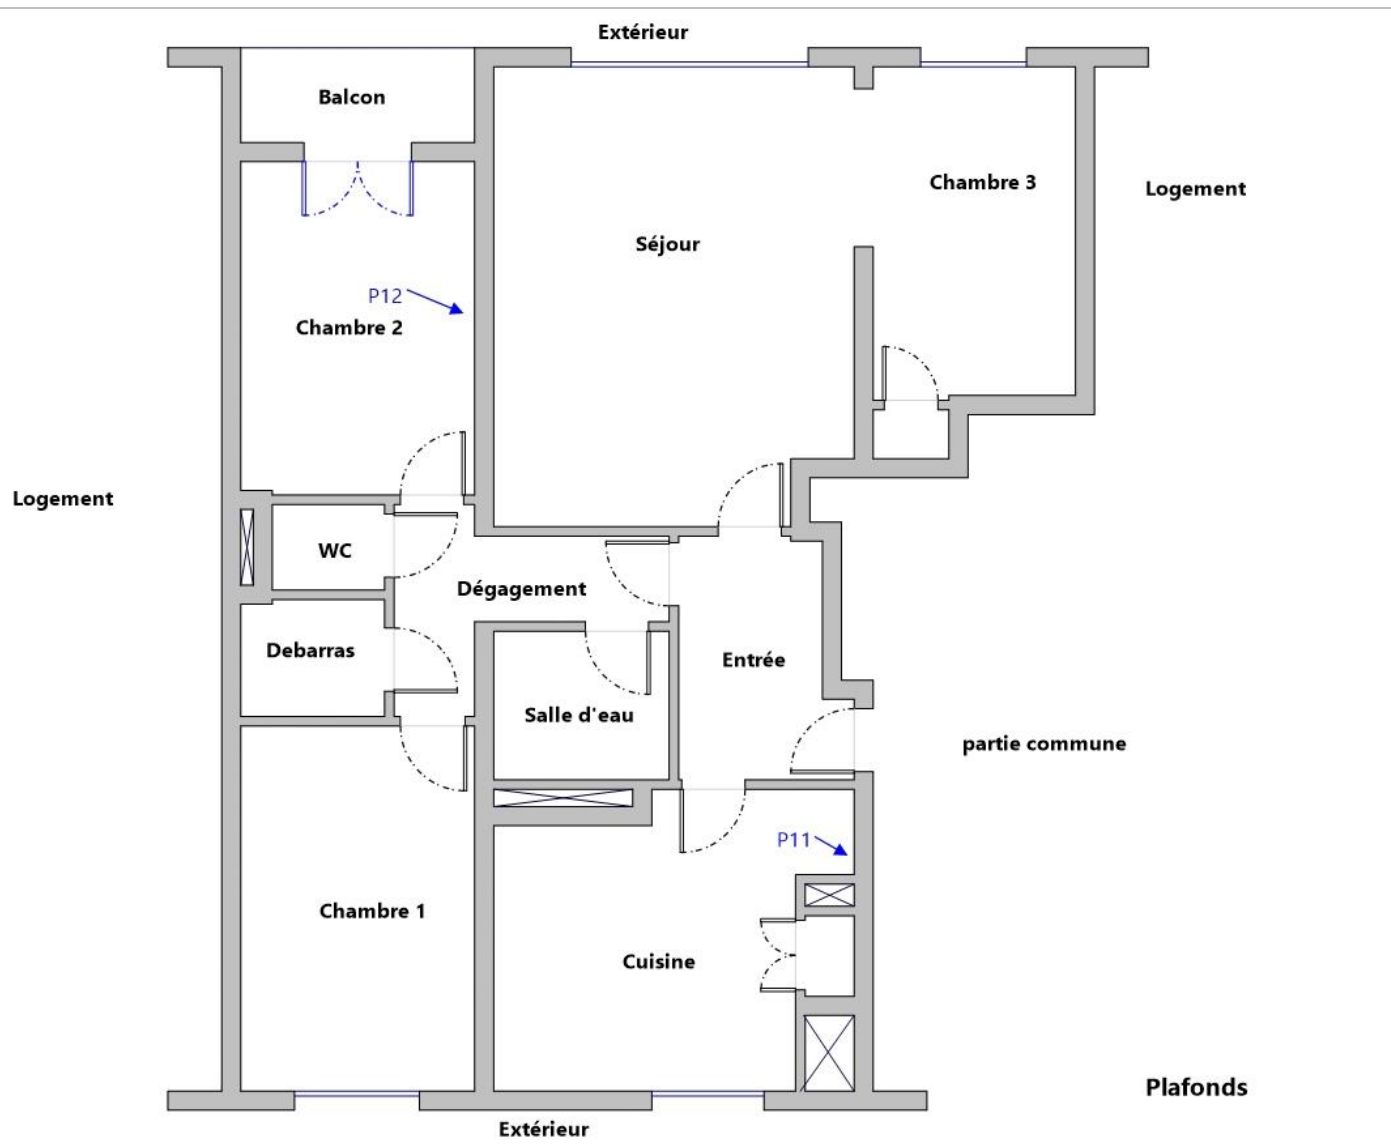 Extérieur
Balcon
Chambre 3
Logement
Séjour
P12
Chambre 2
Logement
WC
Dégagement
Debarras
Entrée
Salle d'eau
partie commune
P11
Chambre 1
Cuisine
Plafonds
Extérieur